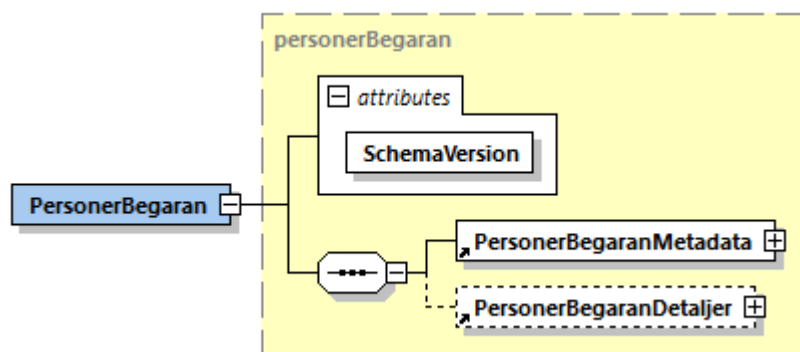 personerBegaran
attributes
SchemaVersion
PersonerBegaran
PersonerBegaranMetadata
PersonerBegaranDetaljer